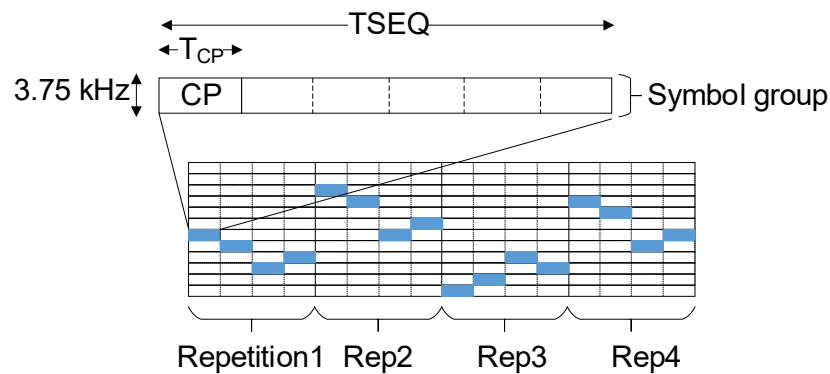 TSEQ
TCP
3.75 kHz
CP
Symbol group
Repetition1 Rep2 Rep3 Rep4